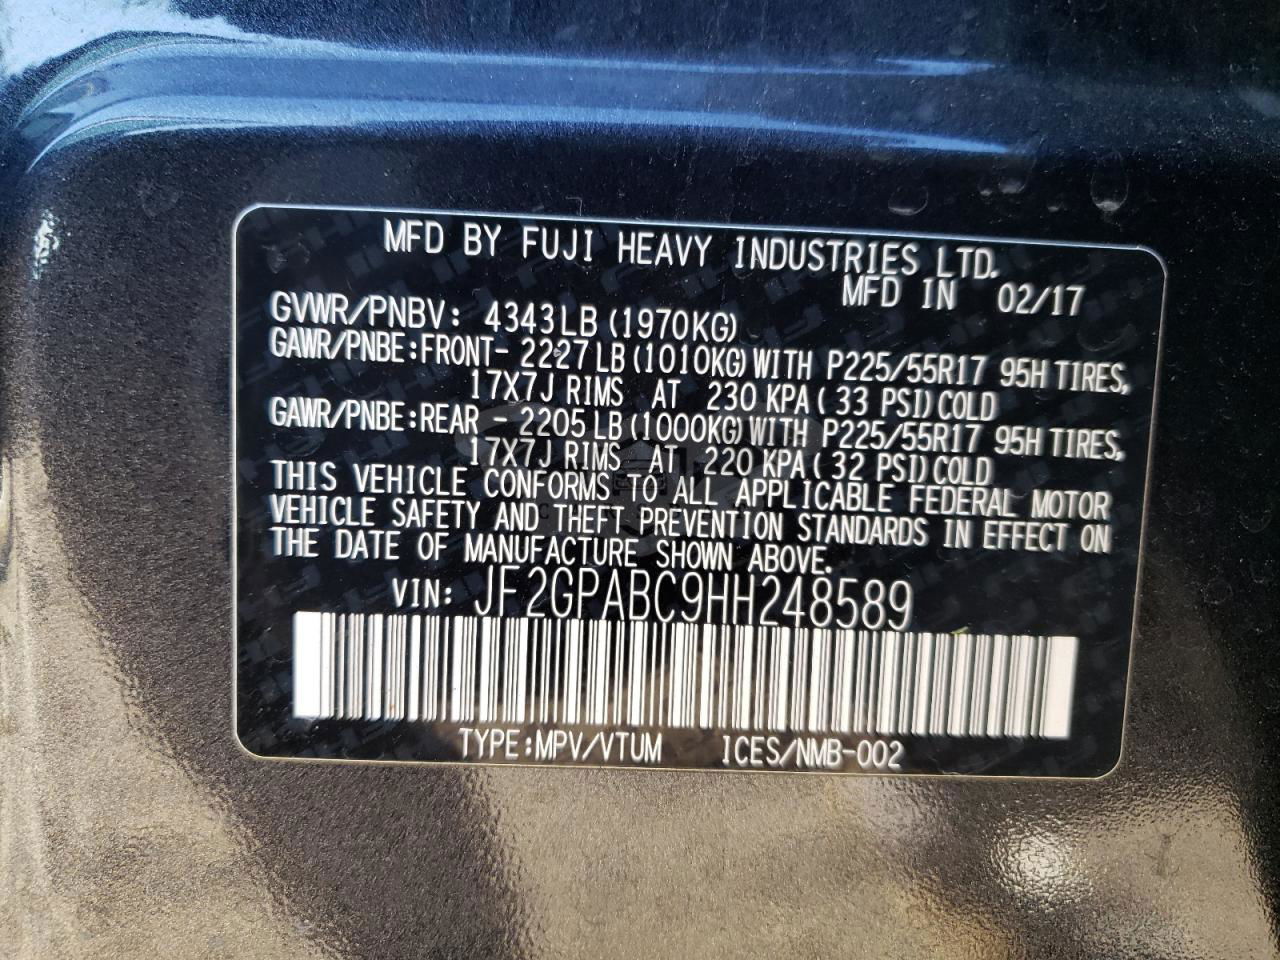 MFD BY FUJI HEAVY INDUSTRIES LTD.
MFD IN 02/17
GVWR/PNBV: 4343LB(1970KG)
GAWR/PNBE:FRONT- 2227LB(1010KG)WITH P225/55R17 95H TIRES,
17X7J RIMS AT 230 KPA(33 PSI)COLD
GAWR/PNBE:REAR - 2205LB(1000KG)WITH P225/55R17 95H TIRES,
17X7J RIMS AT 220 KPA(32 PSI)COLD
THIS VEHICLE CONFORMS TO ALL APPLICABLE FEDERAL MOTOR
VEHICLE SAFETY AND THEFT PREVENTION STANDARDS IN EFFECT ON
THE DATE OF MANUFACTURE SHOWN ABOVE.
VIN: JF2GPABC9HH248589
TYPE:MPV/VTUM ICES/NMB-002